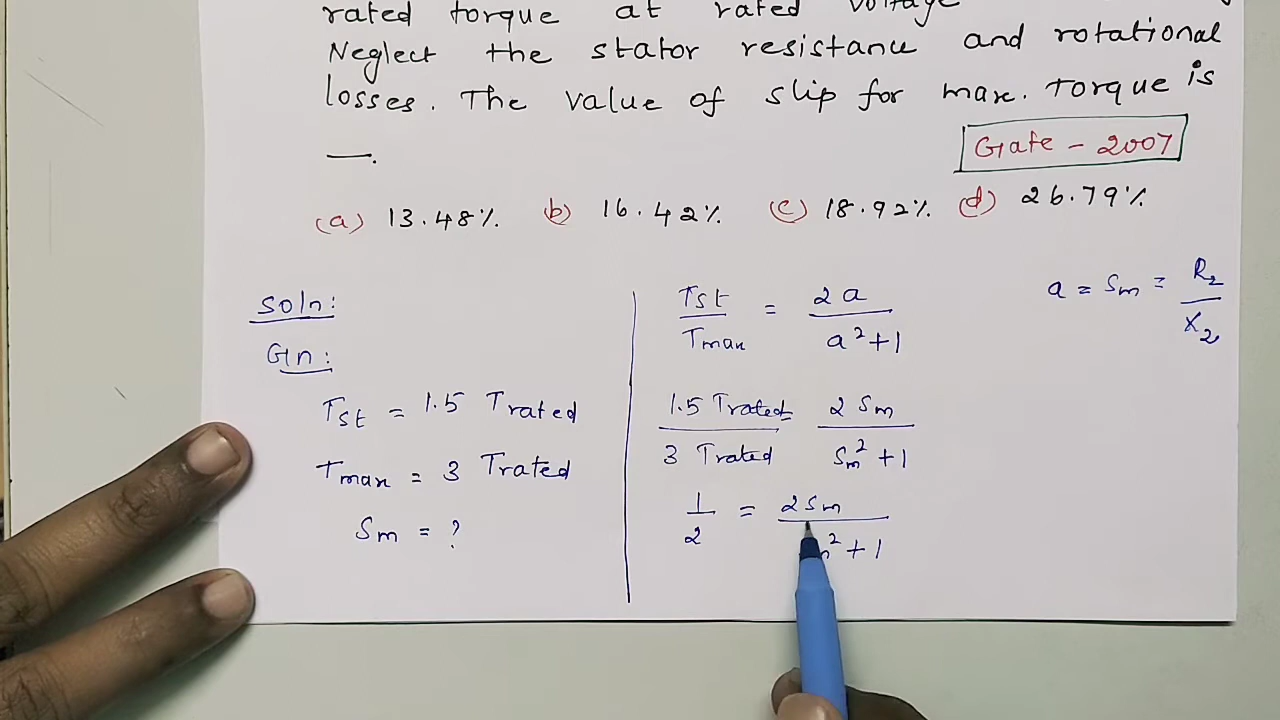 rated torque at rated voltage
Neglect the stator resistance and rotational
losses. The value of slip for max. Torque is
—.
Gate - 2007
(a) 13.48% (b) 16.42% (c) 18.92% (d) 26.79%
Soln:
Gn:
Tst = 1.5 Trated
Tmax = 3 Trated
Sm = ?
Tst / Tmax = 2a / a²+1
1.5 Trated / 3 Trated = 2 Sm / Sm²+1
1/2 = 2Sm / m²+1
a = Sm = R2 / X2